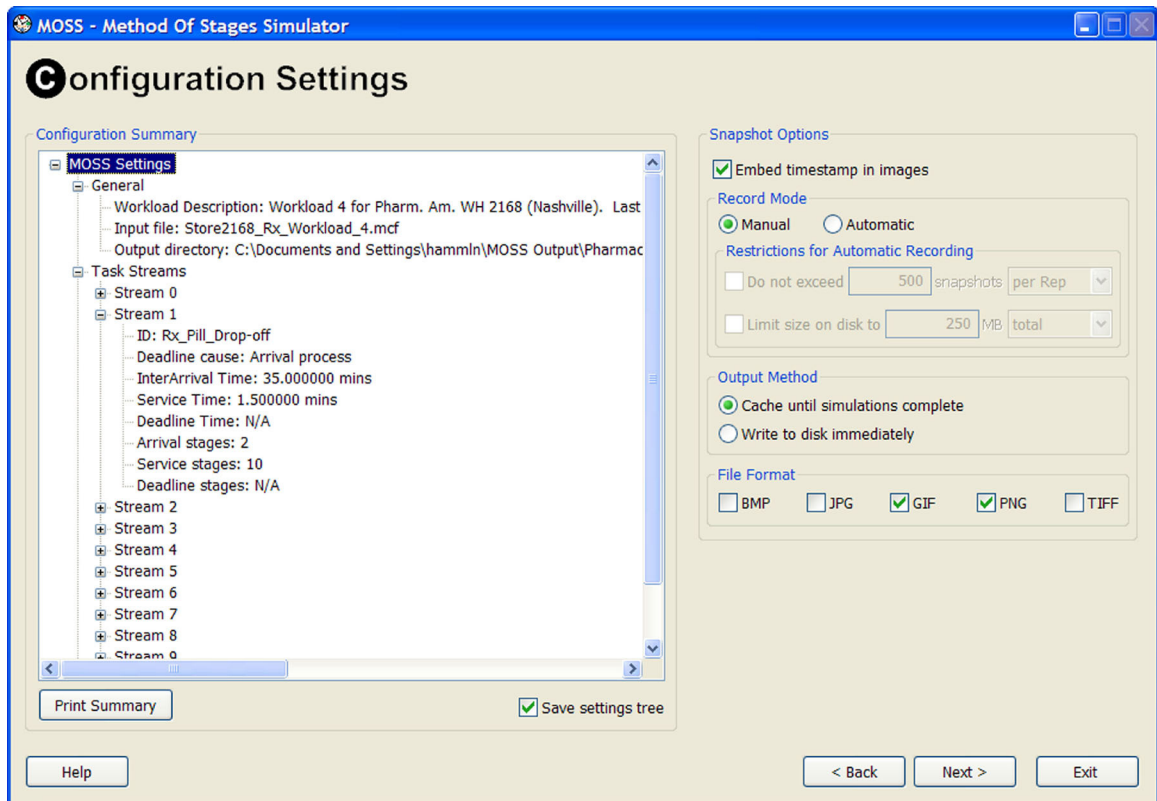 MOSS - Method Of Stages Simulator
Configuration Settings
Configuration Summary
MOSS Settings
General
Workload Description: Workload 4 for Pharm. Am. WH 2168 (Nashville). Last
Input file: Store2168_Rx_Workload_4.mcf
Output directory: C:\Documents and Settings\hammln\MOSS Output\Pharmac
Task Streams
Stream 0
Stream 1
ID: Rx_Pill_Drop-off
Deadline cause: Arrival process
InterArrival Time: 35.000000 mins
Service Time: 1.500000 mins
Deadline Time: N/A
Arrival stages: 2
Service stages: 10
Deadline stages: N/A
Stream 2
Stream 3
Stream 4
Stream 5
Stream 6
Stream 7
Stream 8
Stream 9
Print Summary
Save settings tree
Snapshot Options
Embed timestamp in images
Record Mode
Manual Automatic
Restrictions for Automatic Recording
Do not exceed 500 snapshots per Rep
Limit size on disk to 250 MB total
Output Method
Cache until simulations complete
Write to disk immediately
File Format
BMP JPG GIF PNG TIFF
Help < Back Next > Exit